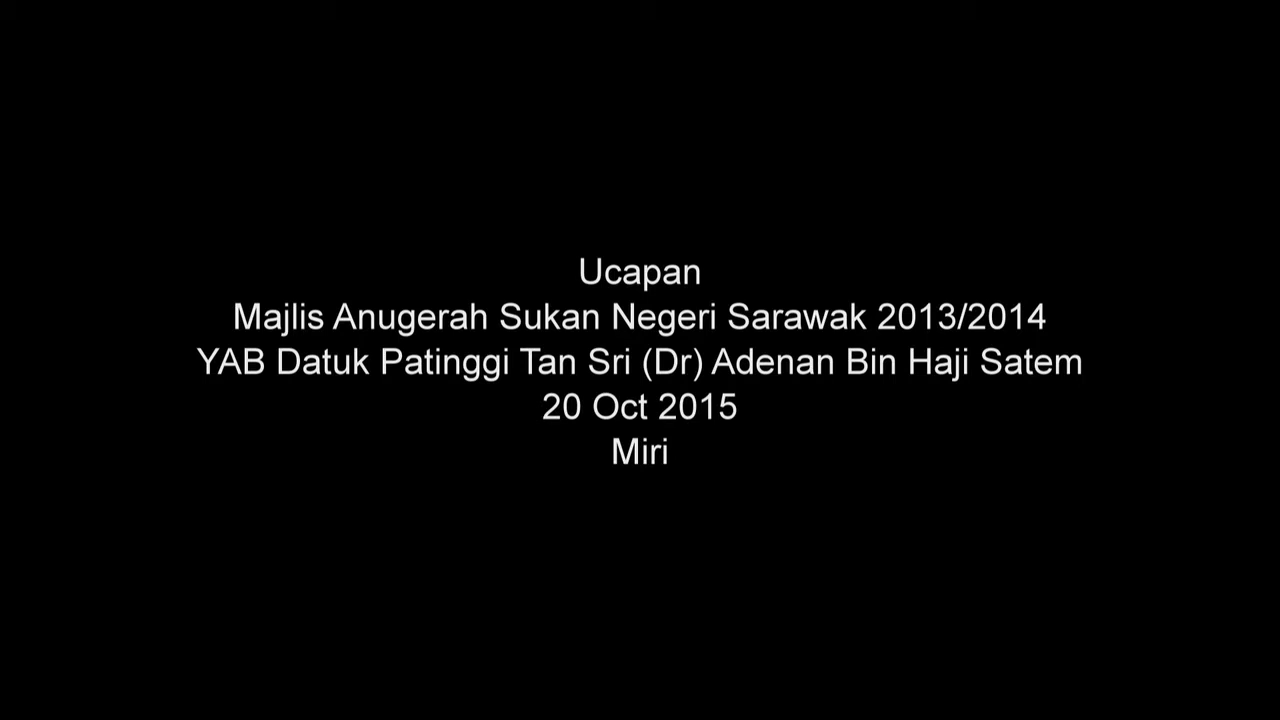 Ucapan
Majlis Anugerah Sukan Negeri Sarawak 2013/2014
YAB Datuk Patinggi Tan Sri (Dr) Adenan Bin Haji Satem
20 Oct 2015
Miri